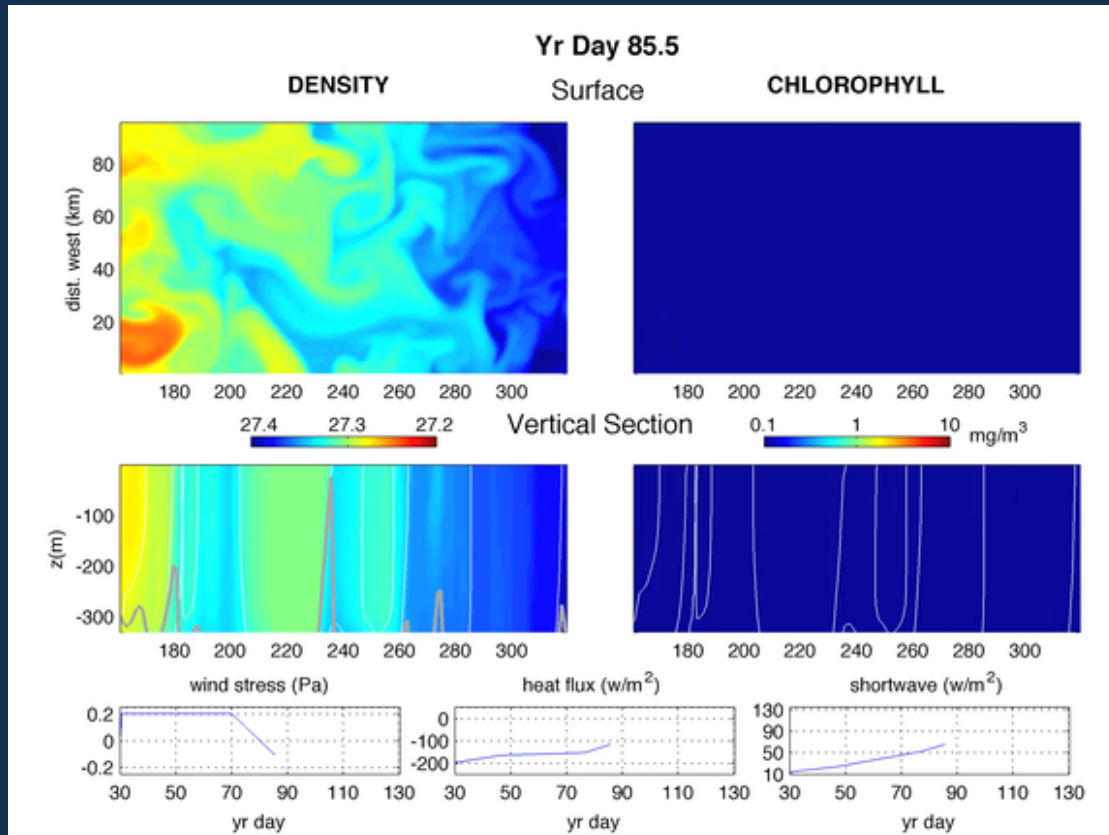 Yr Day 85.5
DENSITY Surface CHLOROPHYLL
dist. west (km)
80
60
40
20
180 200 220 240 260 280 300
180 200 220 240 260 280 300
27.4 27.3 27.2
Vertical Section
0.1 1 10 mg/m³
z(m)
-100
-200
-300
180 200 220 240 260 280 300
180 200 220 240 260 280 300
wind stress (Pa)
0.2
0
-0.2
30 50 70 90 110 130
yr day
heat flux (w/m²)
0
-100
-200
30 50 70 90 110 130
yr day
shortwave (w/m²)
130
90
50
10
30 50 70 90 110 130
yr day